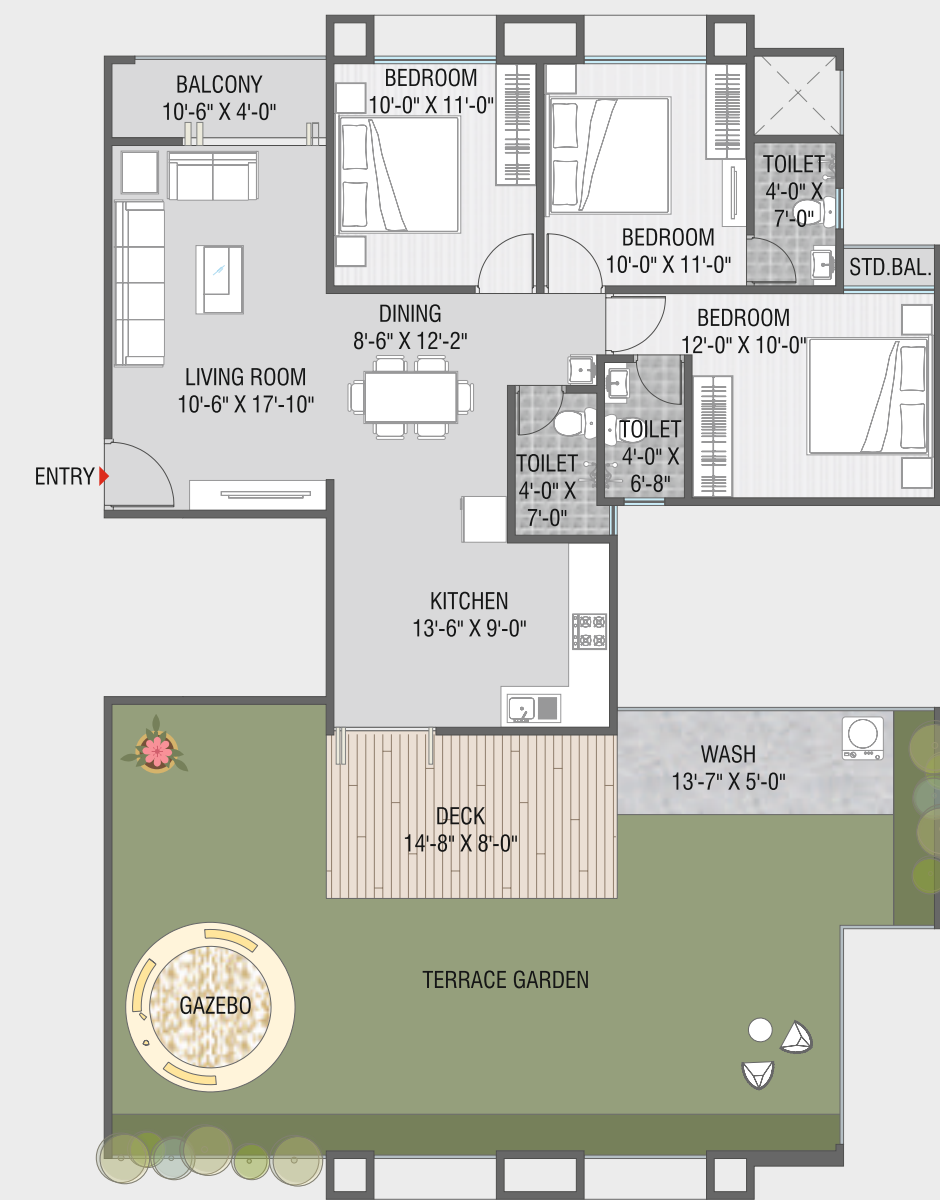 BALCONY
10'-6" X 4'-0"
BEDROOM
10'-0" X 11'-0"
TOILET
4'-0" X
7'-0"
BEDROOM
10'-0" X 11'-0"
STD.BAL.
DINING
8'-6" X 12'-2"
BEDROOM
12'-0" X 10'-0"
LIVING ROOM
10'-6" X 17'-10"
TOILET
4'-0" X
6'-8"
ENTRY
TOILET
4'-0" X
7'-0"
KITCHEN
13'-6" X 9'-0"
WASH
13'-7" X 5'-0"
DECK
14'-8" X 8'-0"
TERRACE GARDEN
GAZEBO